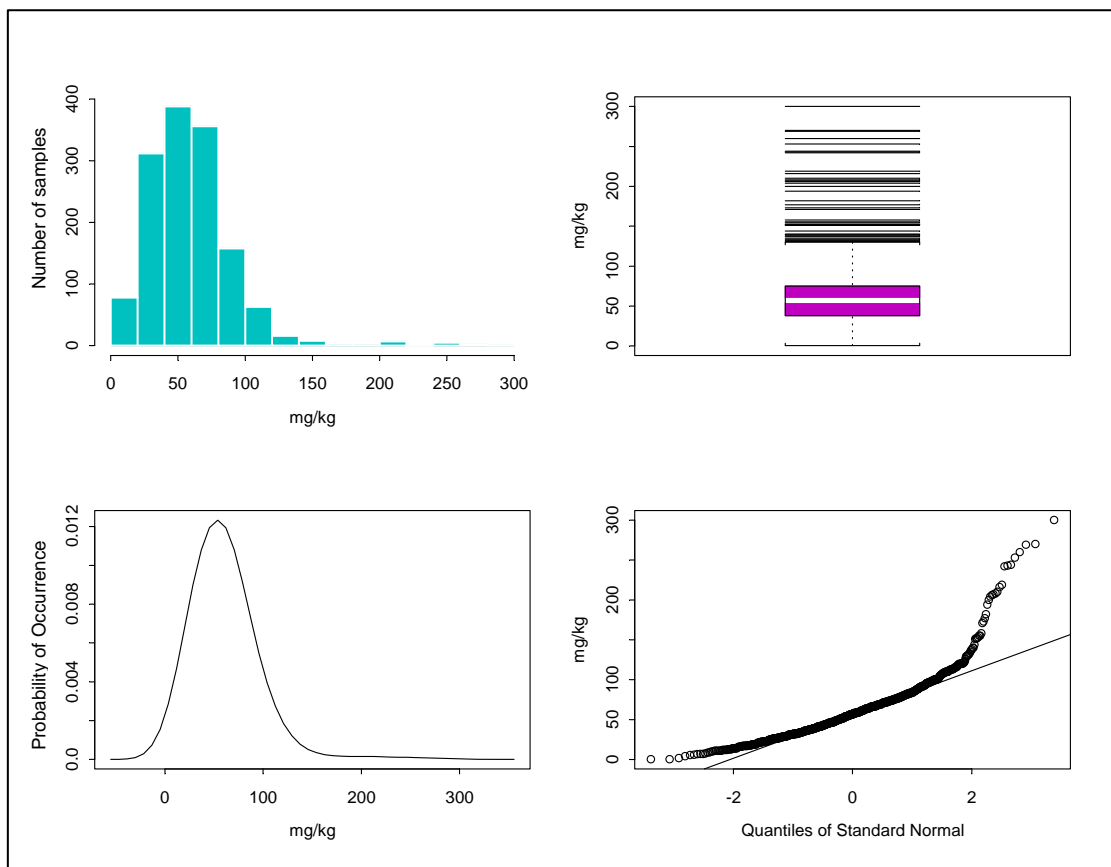 Number of samples
400
300
200
100
0
0 50 100 150 200 250 300
mg/kg
mg/kg
300
200
100
50
0
Probability of Occurrence
0.012
0.008
0.004
0.0
0 100 200 300
mg/kg
mg/kg
300
200
100
50
0
-2 0 2
Quantiles of Standard Normal